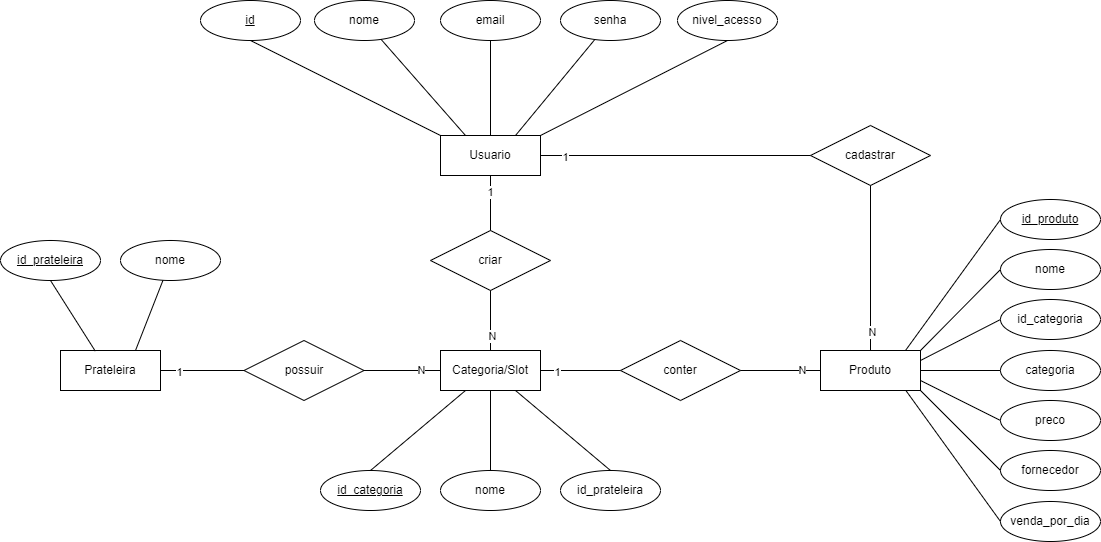 id
nome
email
senha
nivel_acesso
Usuario
1
cadastrar
1
id_produto
id_prateleira
nome
criar
nome
id_categoria
N
N
Prateleira
1
possuir
N
Categoria/Slot
1
conter
N
Produto
categoria
preco
id_categoria
nome
id_prateleira
fornecedor
venda_por_dia